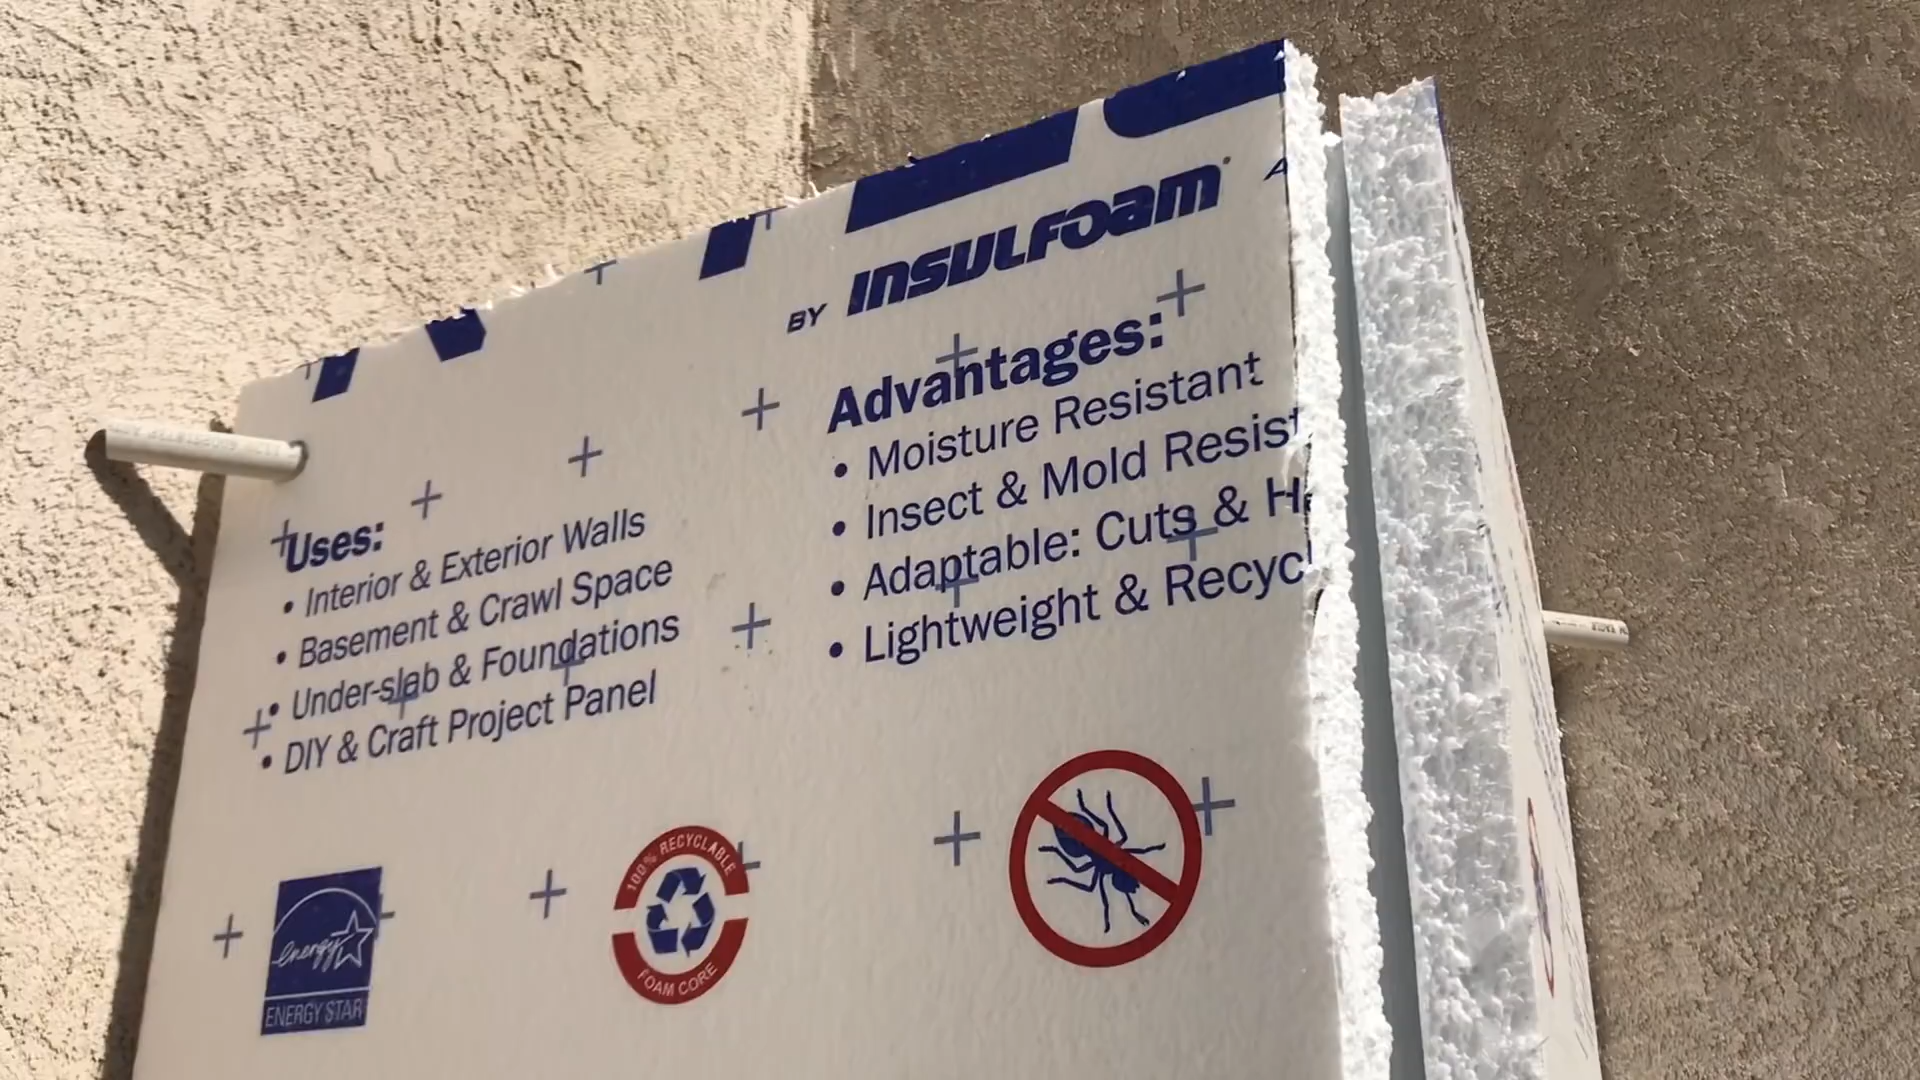 BY INSULFOAM
A
Advantages:
• Moisture Resistant
• Insect & Mold Resist
• Adaptable: Cuts & H
• Lightweight & Recycl
Uses:
• Interior & Exterior Walls
• Basement & Crawl Space
• Under-slab & Foundations
• DIY & Craft Project Panel
energy
ENERGY STAR
100% RECYCLABLE
FOAM CORE